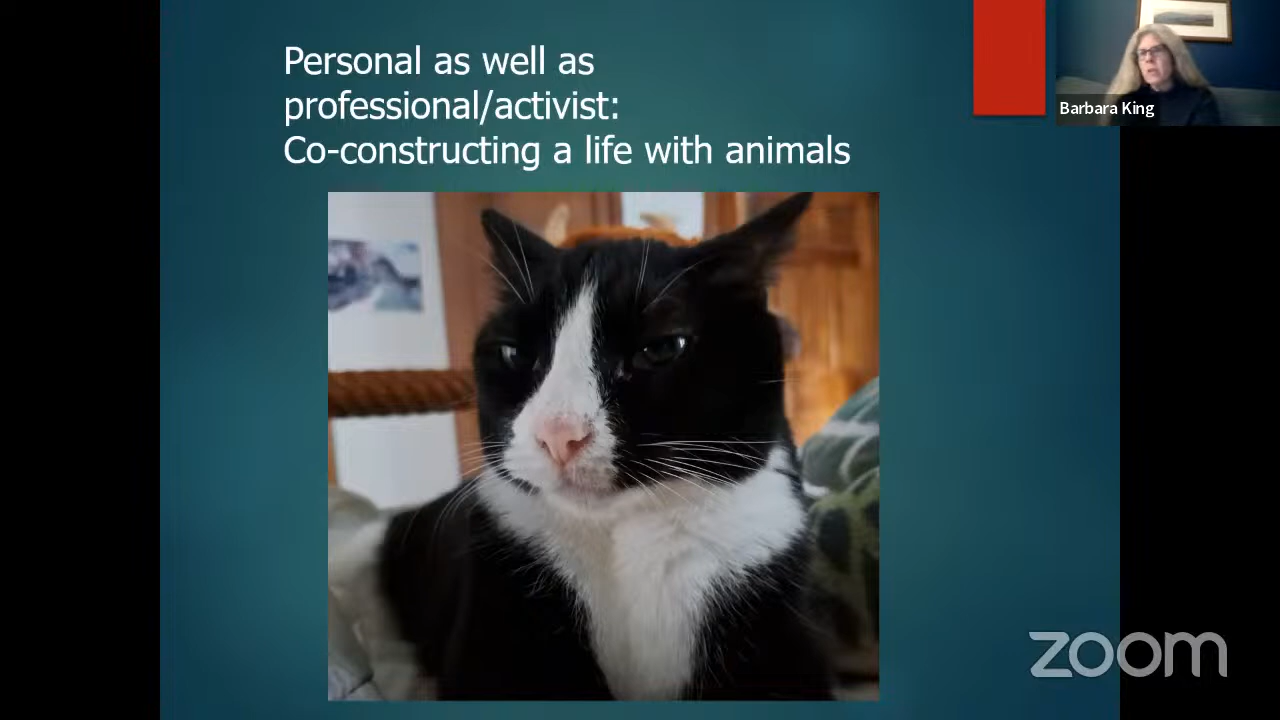 Personal as well as
professional/activist:
Co-constructing a life with animals
Barbara King
zoom